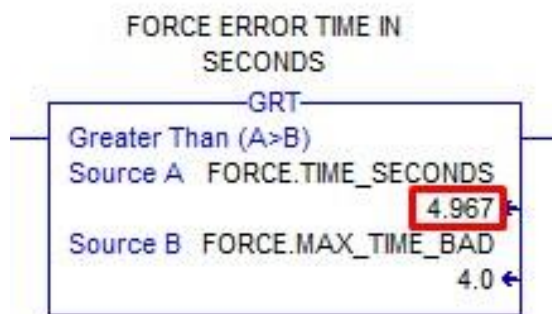 FORCE ERROR TIME IN
SECONDS
GRT
Greater Than (A>B)
Source A FORCE.TIME_SECONDS
4.967
Source B FORCE.MAX_TIME_BAD
4.0